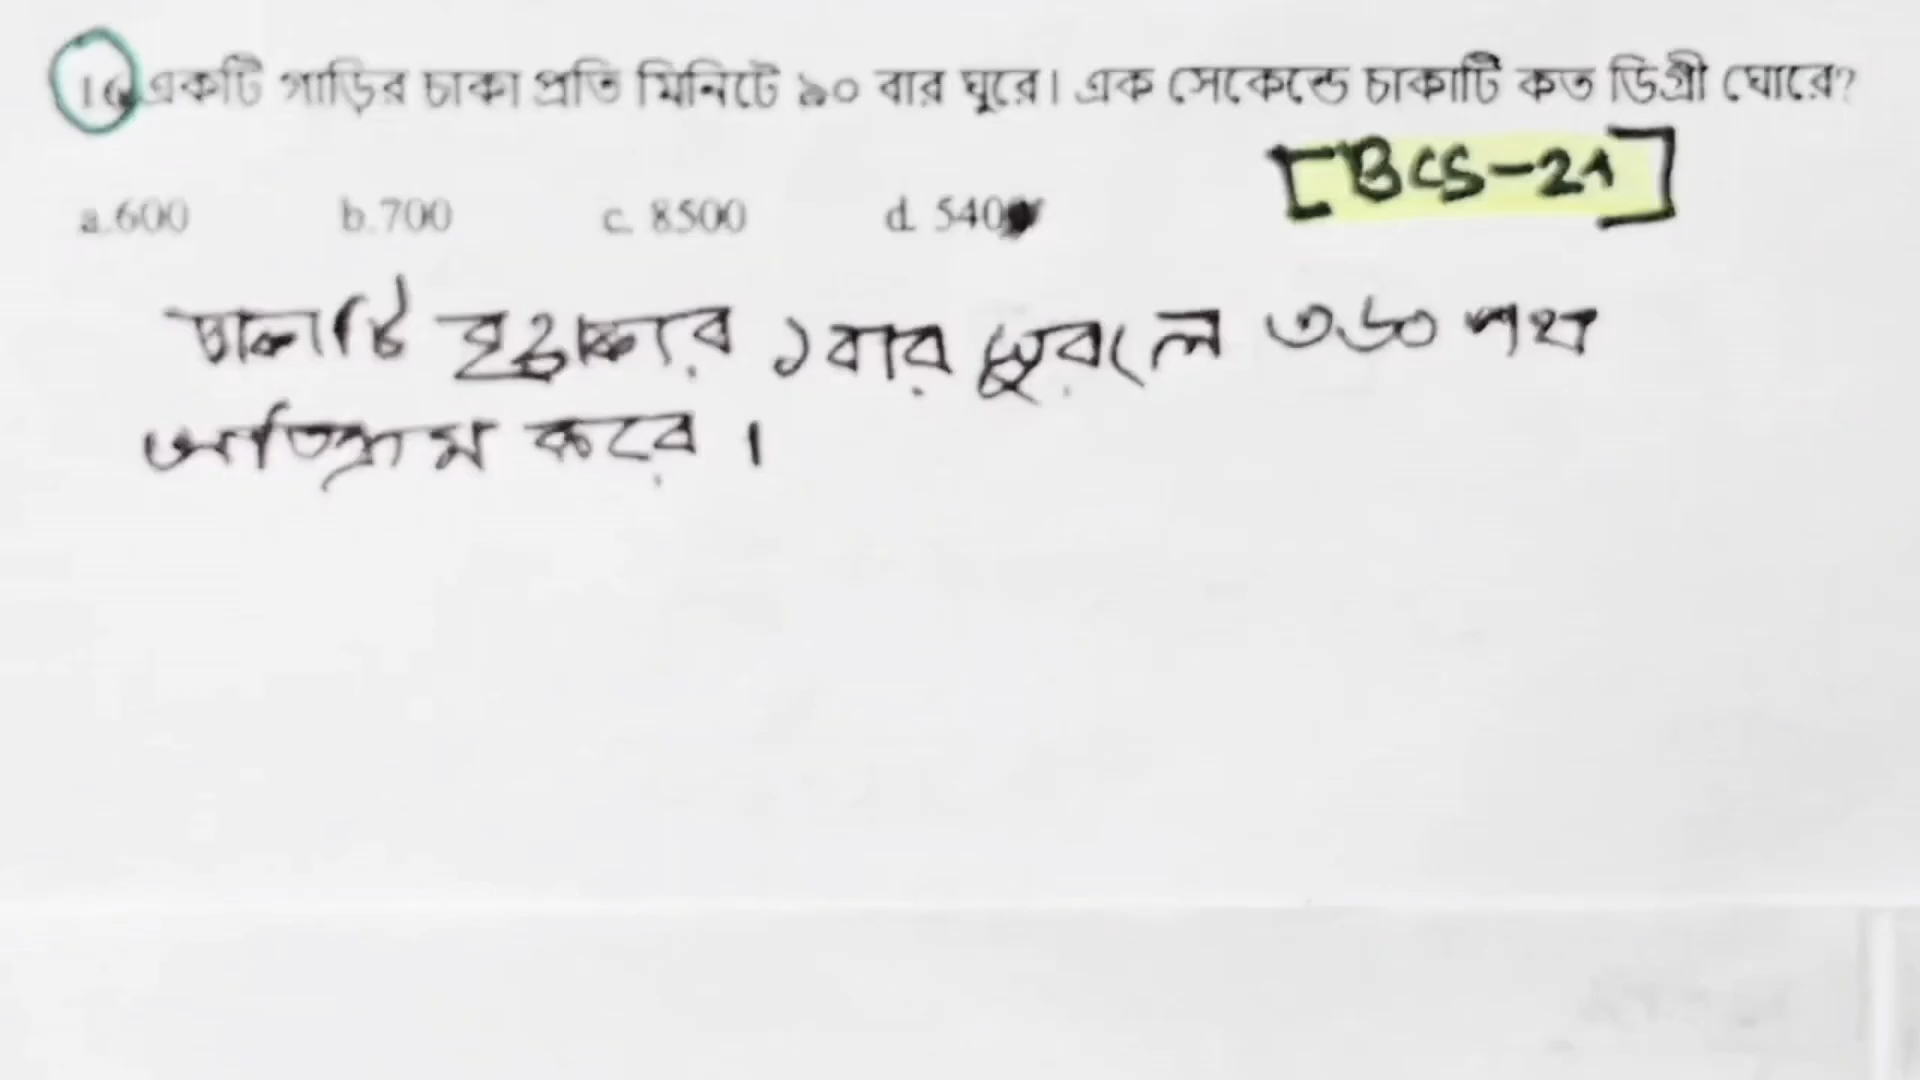 16 একটি গাড়ির চাকা প্রতি মিনিটে ৯০ বার ঘুরে। এক সেকেন্ডে চাকাটি কত ডিগ্রী ঘোরে?
[BCS-21]
a.600 b.700 c. 8500 d. 540
চাকাটি বৃত্তাকারে ১বার ঘুরলে ৩৬০ পথ
অতিক্রম করে।